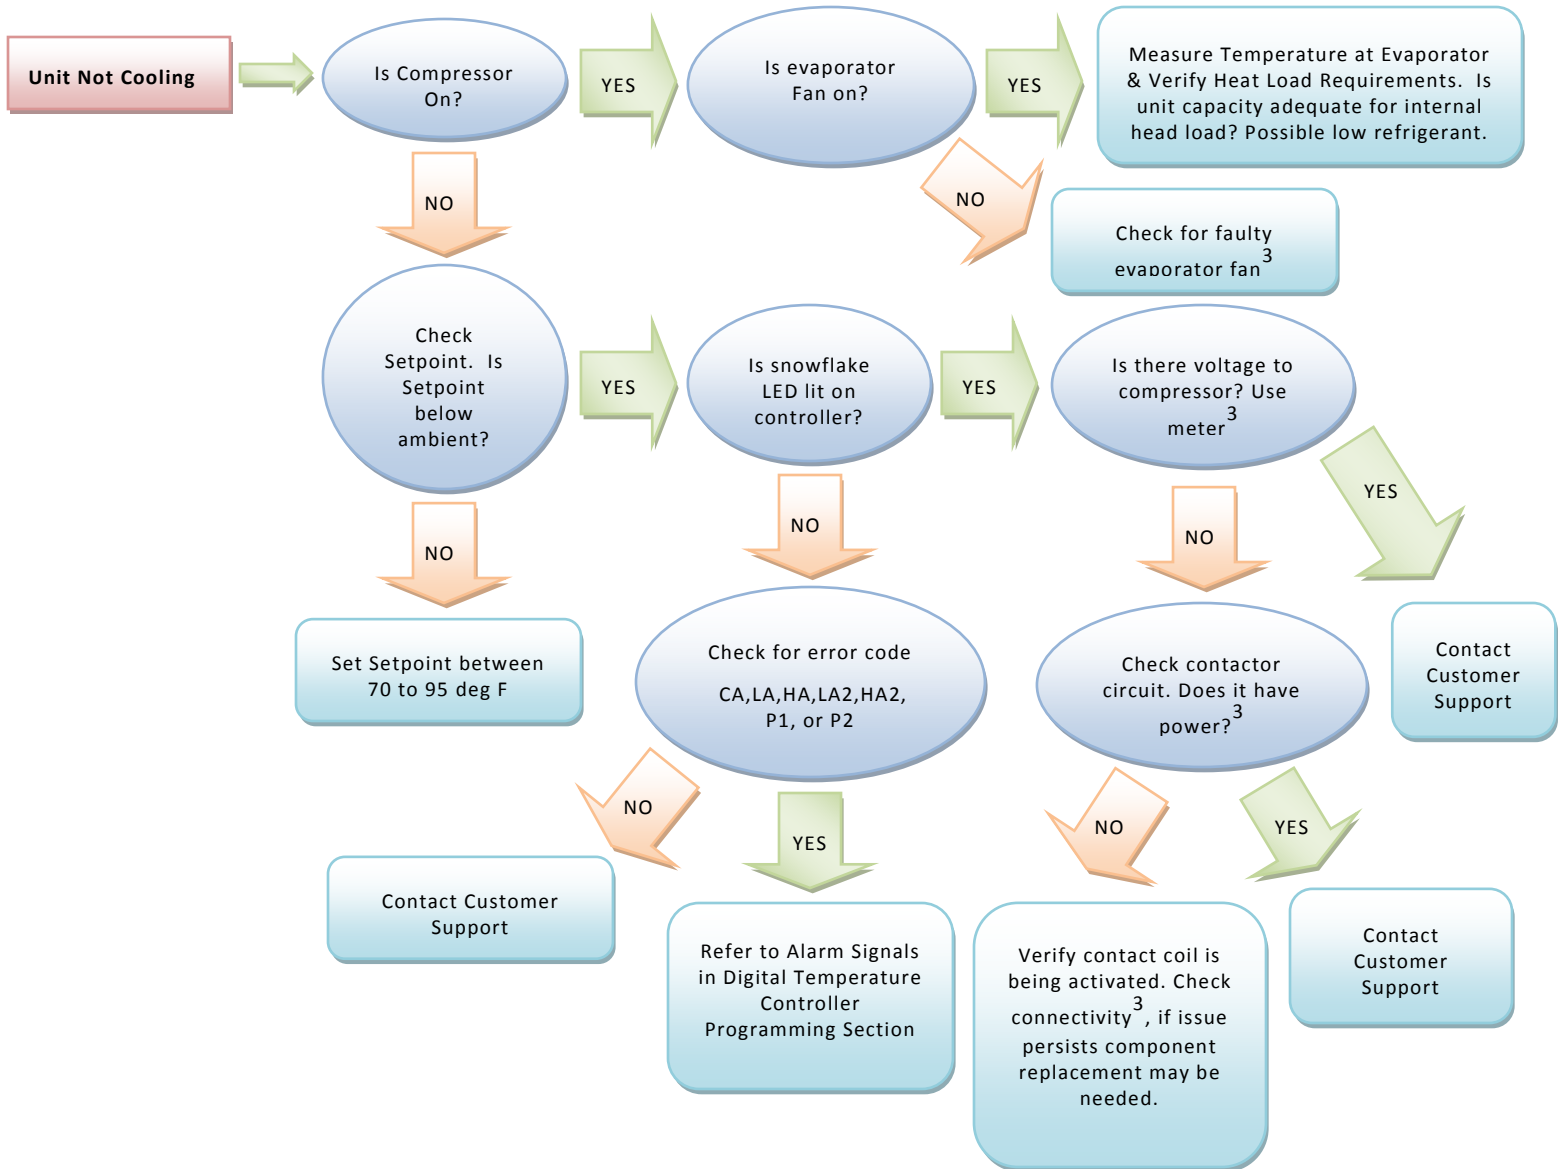 Unit Not Cooling
Is Compressor
On?
YES
Is evaporator
Fan on?
YES
Measure Temperature at Evaporator
& Verify Heat Load Requirements. Is
unit capacity adequate for internal
head load? Possible low refrigerant.
NO
NO
Check for faulty
evaporator fan3
Check
Setpoint. Is
Setpoint
below
ambient?
YES
Is snowflake
LED lit on
controller?
YES
Is there voltage to
compressor? Use
meter3
YES
NO
NO
NO
Set Setpoint between
70 to 95 deg F
Check for error code
CA,LA,HA,LA2,HA2,
P1, or P2
Check contactor
circuit. Does it have
power?3
Contact
Customer
Support
NO
YES
NO
YES
Contact Customer
Support
Refer to Alarm Signals
in Digital Temperature
Controller
Programming Section
Verify contact coil is
being activated. Check
connectivity3, if issue
persists component
replacement may be
needed.
Contact
Customer
Support